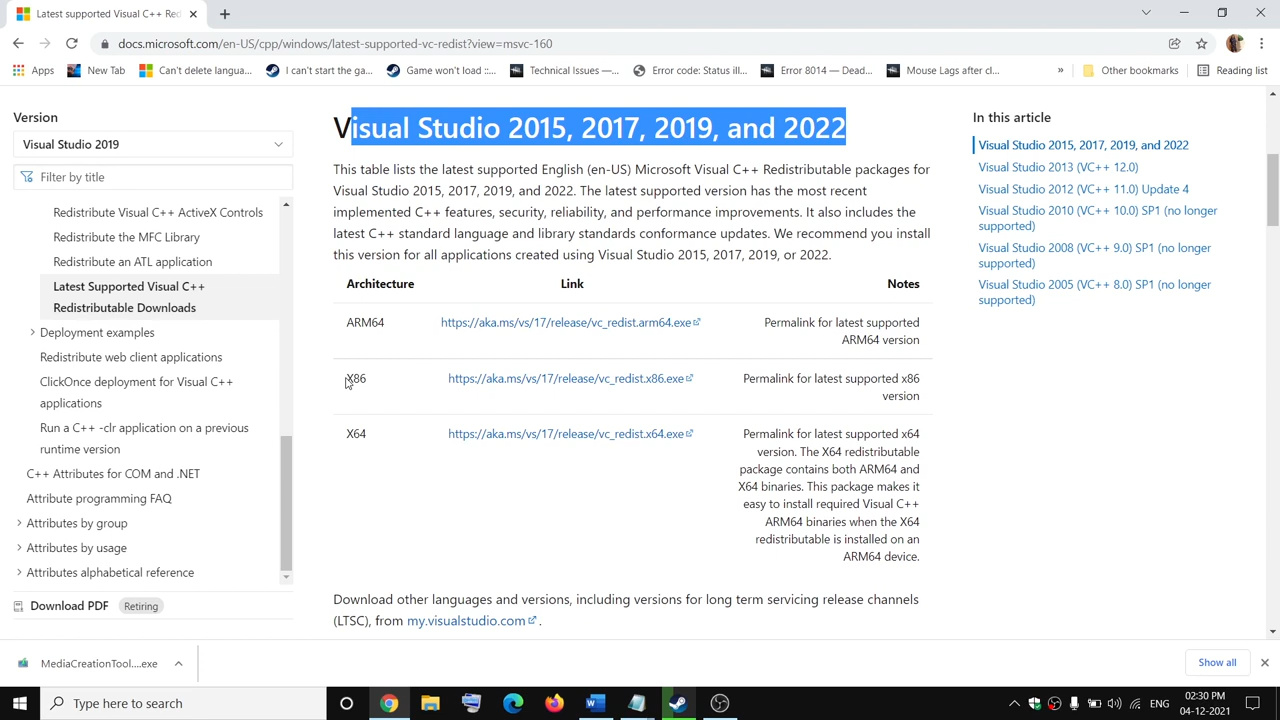 Latest supported Visual C++ Red
docs.microsoft.com/en-US/cpp/windows/latest-supported-vc-redist?view=msvc-160
Apps
New Tab
Can't delete langua...
I can't start the ga...
Game won't load ::...
Technical Issues —...
Error code: Status ill...
Error 8014 — Dead...
Mouse Lags after cl...
»
Other bookmarks
Reading list
Version
Visual Studio 2019
Filter by title
Redistribute Visual C++ ActiveX Controls
Redistribute the MFC Library
Redistribute an ATL application
Latest Supported Visual C++
Redistributable Downloads
Deployment examples
Redistribute web client applications
ClickOnce deployment for Visual C++
applications
Run a C++ -clr application on a previous
runtime version
C++ Attributes for COM and .NET
Attribute programming FAQ
Attributes by group
Attributes by usage
Attributes alphabetical reference
Download PDF
Retiring
Visual Studio 2015, 2017, 2019, and 2022
This table lists the latest supported English (en-US) Microsoft Visual C++ Redistributable packages for
Visual Studio 2015, 2017, 2019, and 2022. The latest supported version has the most recent
implemented C++ features, security, reliability, and performance improvements. It also includes the
latest C++ standard language and library standards conformance updates. We recommend you install
this version for all applications created using Visual Studio 2015, 2017, 2019, or 2022.
Architecture Link Notes
ARM64 https://aka.ms/vs/17/release/vc_redist.arm64.exe Permalink for latest supported
ARM64 version
X86 https://aka.ms/vs/17/release/vc_redist.x86.exe Permalink for latest supported x86
version
X64 https://aka.ms/vs/17/release/vc_redist.x64.exe Permalink for latest supported x64
version. The X64 redistributable
package contains both ARM64 and
X64 binaries. This package makes it
easy to install required Visual C++
ARM64 binaries when the X64
redistributable is installed on an
ARM64 device.
Download other languages and versions, including versions for long term servicing release channels
(LTSC), from my.visualstudio.com .
In this article
Visual Studio 2015, 2017, 2019, and 2022
Visual Studio 2013 (VC++ 12.0)
Visual Studio 2012 (VC++ 11.0) Update 4
Visual Studio 2010 (VC++ 10.0) SP1 (no longer
supported)
Visual Studio 2008 (VC++ 9.0) SP1 (no longer
supported)
Visual Studio 2005 (VC++ 8.0) SP1 (no longer
supported)
MediaCreationTool....exe
Show all
Type here to search
ENG
02:30 PM
04-12-2021